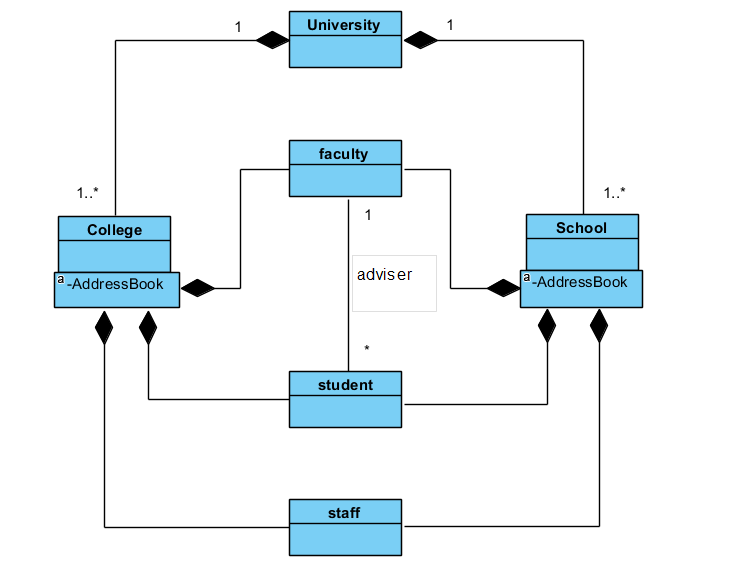 University
1
1
faculty
1..*
1..*
College
1
School
a
-AddressBook
adviser
a
-AddressBook
*
student
staff